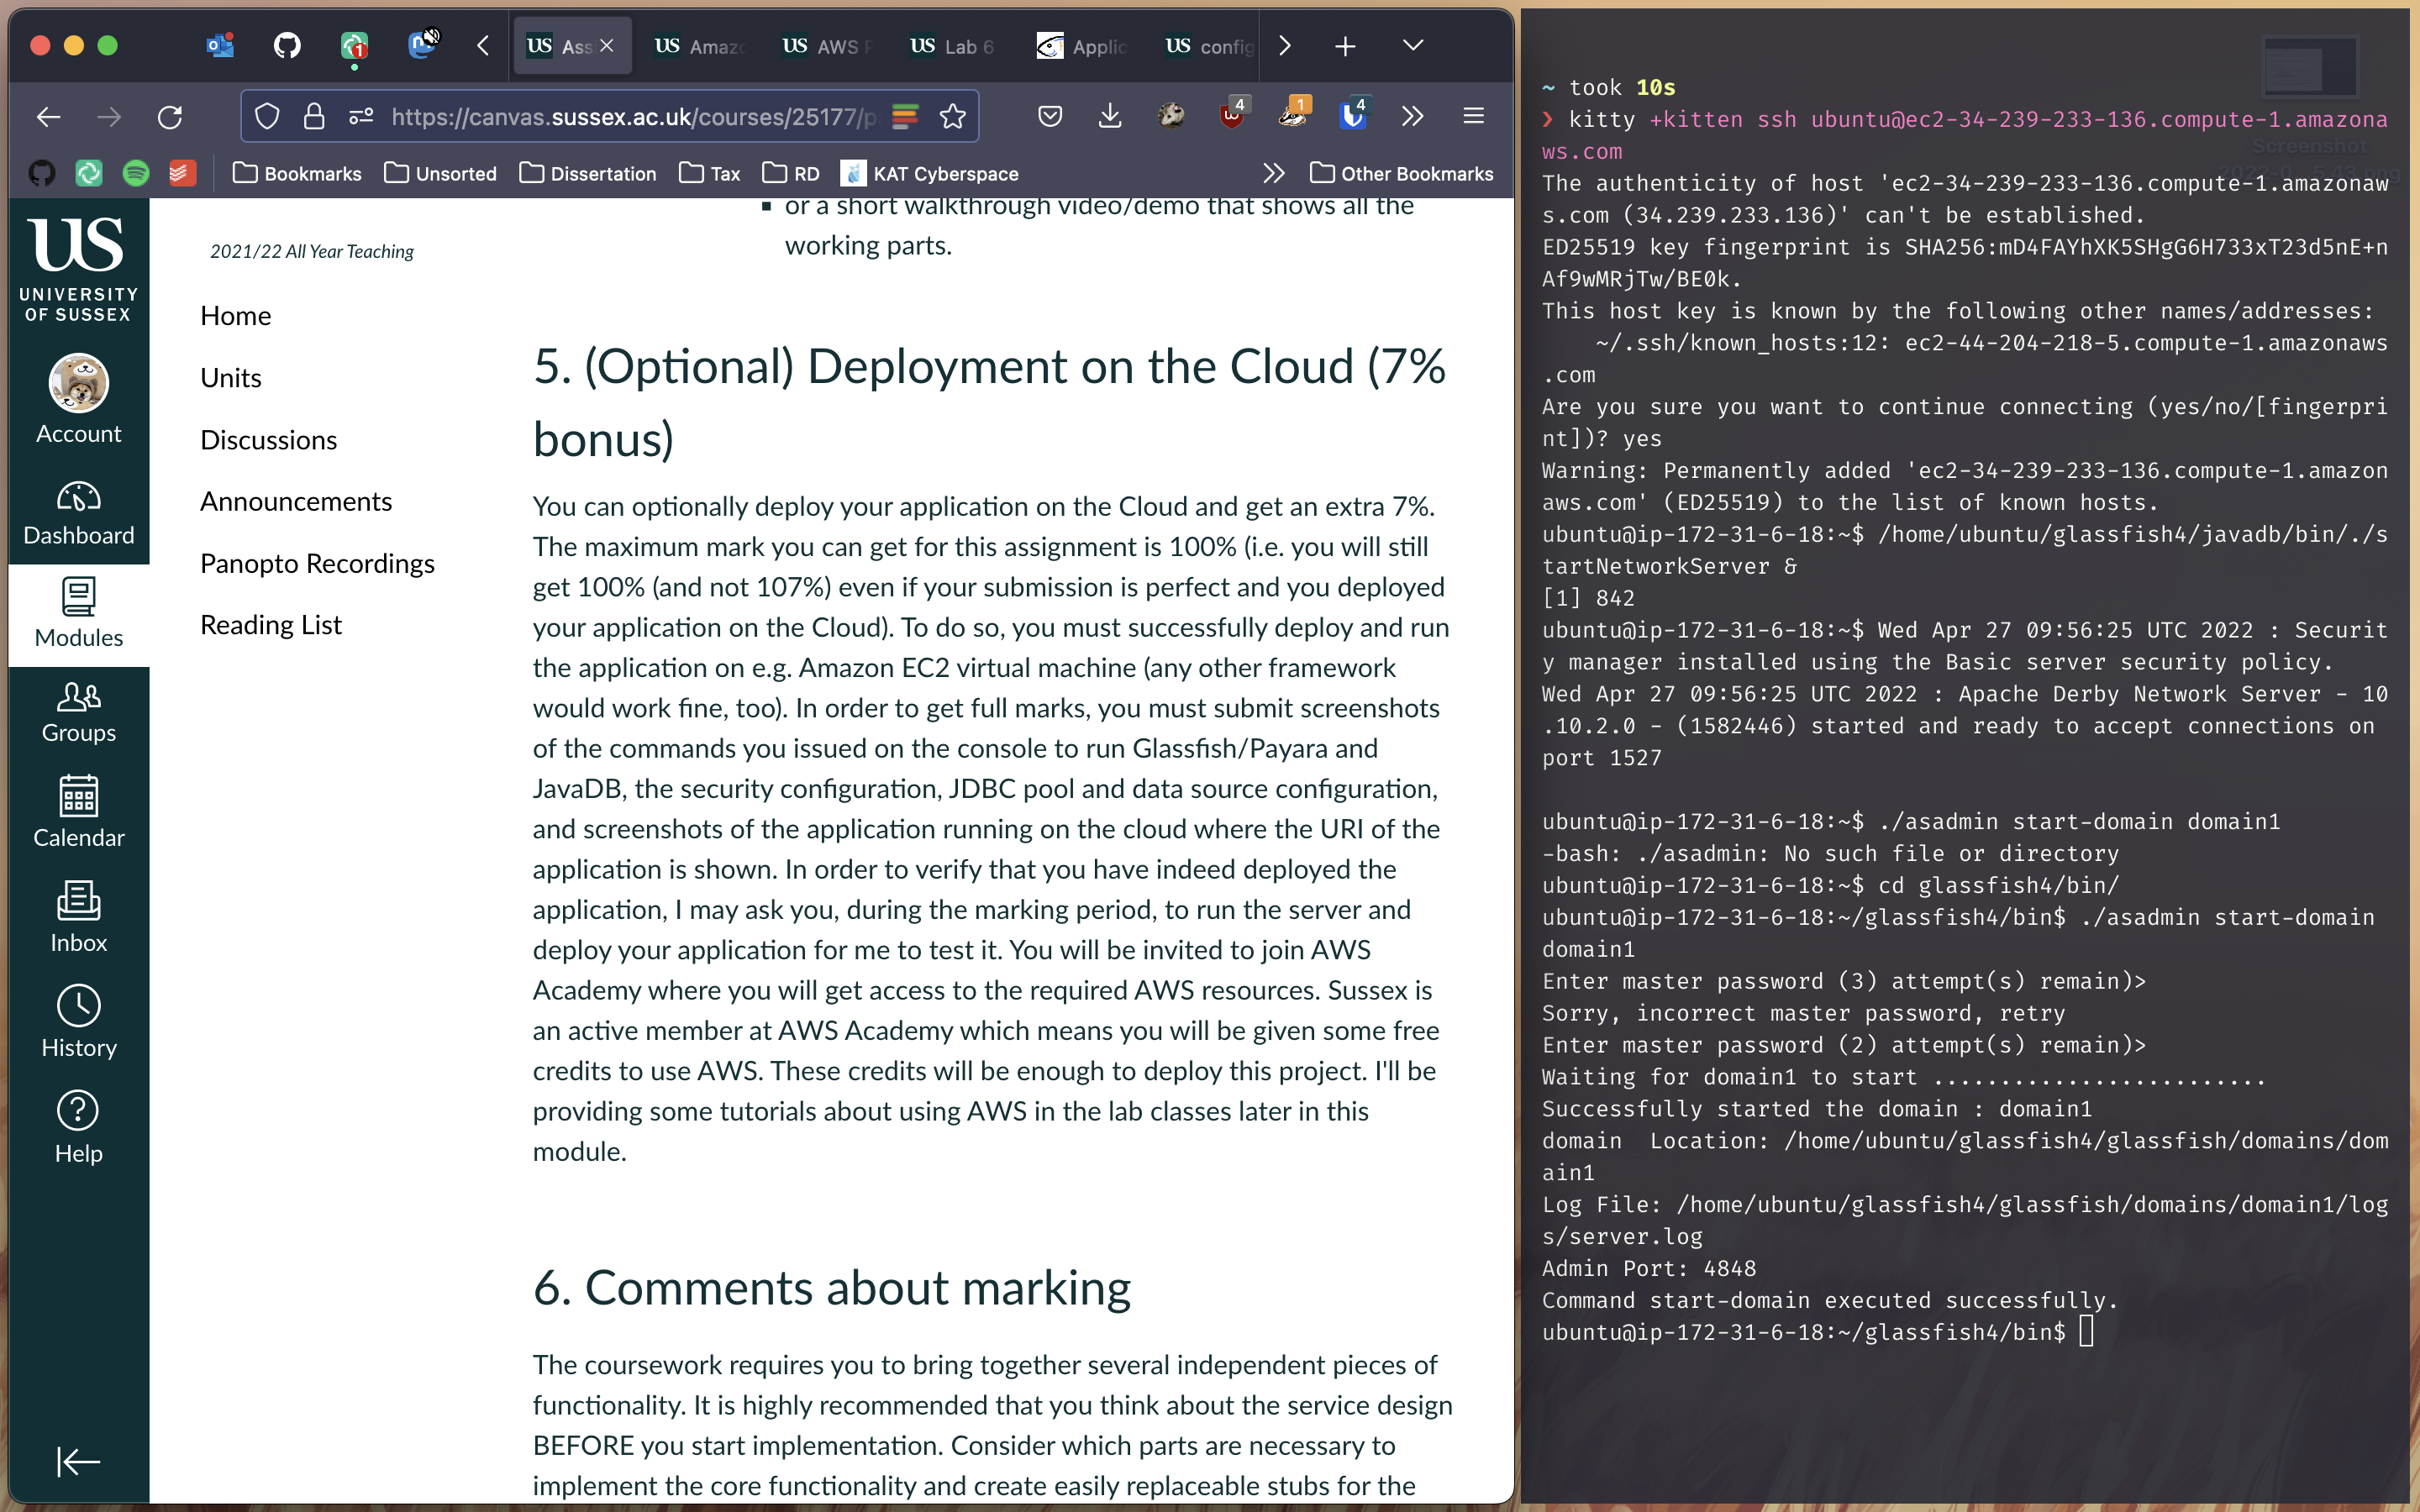 US Ass
US Amaz
US AWS
US Lab 6
Applic
US config
https://canvas.sussex.ac.uk/courses/25177/p
4
1
4
Bookmarks
Unsorted
Dissertation
Tax
RD
KAT Cyberspace
Other Bookmarks
US
UNIVERSITY
OF SUSSEX
Account
Dashboard
Modules
Groups
Calendar
Inbox
History
Help
2021/22 All Year Teaching
Home
Units
Discussions
Announcements
Panopto Recordings
Reading List
or a short walkthrough video/demo that shows all the
working parts.
5. (Optional) Deployment on the Cloud (7%
bonus)
You can optionally deploy your application on the Cloud and get an extra 7%.
The maximum mark you can get for this assignment is 100% (i.e. you will still
get 100% (and not 107%) even if your submission is perfect and you deployed
your application on the Cloud). To do so, you must successfully deploy and run
the application on e.g. Amazon EC2 virtual machine (any other framework
would work fine, too). In order to get full marks, you must submit screenshots
of the commands you issued on the console to run Glassfish/Payara and
JavaDB, the security configuration, JDBC pool and data source configuration,
and screenshots of the application running on the cloud where the URI of the
application is shown. In order to verify that you have indeed deployed the
application, I may ask you, during the marking period, to run the server and
deploy your application for me to test it. You will be invited to join AWS
Academy where you will get access to the required AWS resources. Sussex is
an active member at AWS Academy which means you will be given some free
credits to use AWS. These credits will be enough to deploy this project. I'll be
providing some tutorials about using AWS in the lab classes later in this
module.
6. Comments about marking
The coursework requires you to bring together several independent pieces of
functionality. It is highly recommended that you think about the service design
BEFORE you start implementation. Consider which parts are necessary to
implement the core functionality and create easily replaceable stubs for the
~ took 10s
❯ kitty +kitten ssh ubuntu@ec2-34-239-233-136.compute-1.amazona
ws.com
The authenticity of host 'ec2-34-239-233-136.compute-1.amazonaw
s.com (34.239.233.136)' can't be established.
ED25519 key fingerprint is SHA256:mD4FAYhXK5SHgG6H733xT23d5nE+n
Af9wMRjTw/BE0k.
This host key is known by the following other names/addresses:
    ~/.ssh/known_hosts:12: ec2-44-204-218-5.compute-1.amazonaws
.com
Are you sure you want to continue connecting (yes/no/[fingerpri
nt])? yes
Warning: Permanently added 'ec2-34-239-233-136.compute-1.amazon
aws.com' (ED25519) to the list of known hosts.
ubuntu@ip-172-31-6-18:~$ /home/ubuntu/glassfish4/javadb/bin/./s
tartNetworkServer &
[1] 842
ubuntu@ip-172-31-6-18:~$ Wed Apr 27 09:56:25 UTC 2022 : Securit
y manager installed using the Basic server security policy.
Wed Apr 27 09:56:25 UTC 2022 : Apache Derby Network Server - 10
.10.2.0 - (1582446) started and ready to accept connections on
port 1527
ubuntu@ip-172-31-6-18:~$ ./asadmin start-domain domain1
-bash: ./asadmin: No such file or directory
ubuntu@ip-172-31-6-18:~$ cd glassfish4/bin/
ubuntu@ip-172-31-6-18:~/glassfish4/bin$ ./asadmin start-domain
domain1
Enter master password (3) attempt(s) remain)>
Sorry, incorrect master password, retry
Enter master password (2) attempt(s) remain)>
Waiting for domain1 to start .........................
Successfully started the domain : domain1
domain  Location: /home/ubuntu/glassfish4/glassfish/domains/dom
ain1
Log File: /home/ubuntu/glassfish4/glassfish/domains/domain1/log
s/server.log
Admin Port: 4848
Command start-domain executed successfully.
ubuntu@ip-172-31-6-18:~/glassfish4/bin$
Screenshot